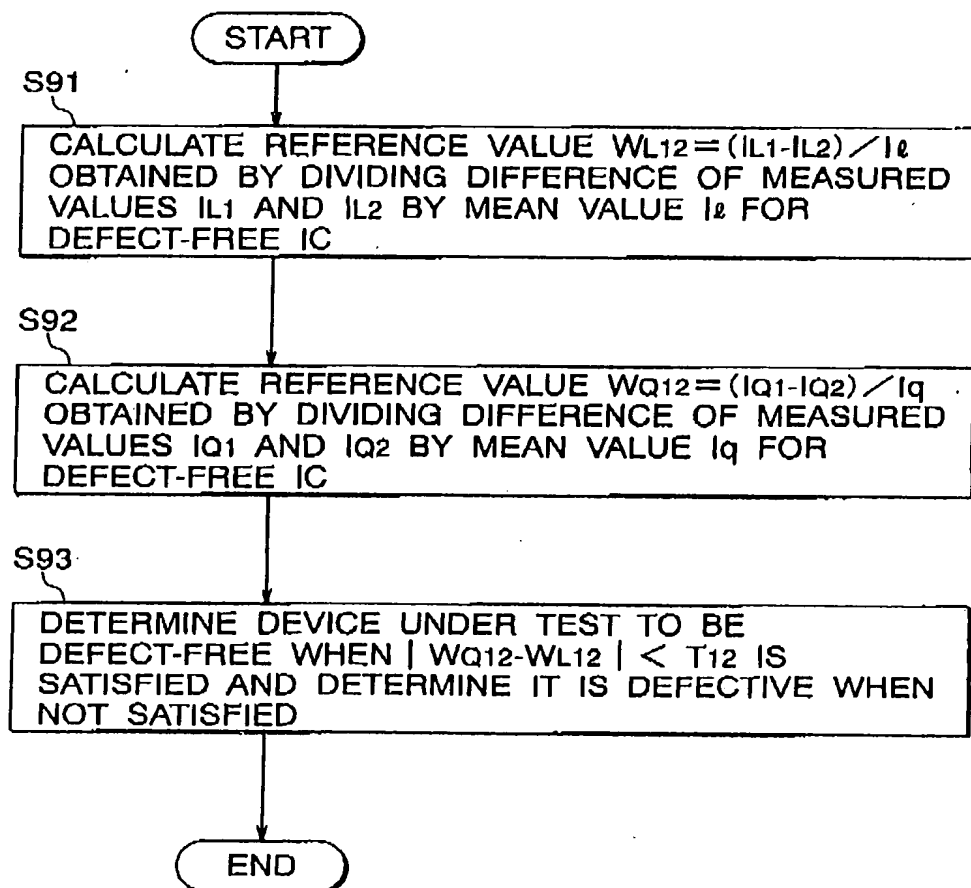 START
S91
CALCULATE REFERENCE VALUE WL12=(IL1-IL2)/Iℓ
OBTAINED BY DIVIDING DIFFERENCE OF MEASURED
VALUES IL1 AND IL2 BY MEAN VALUE Iℓ FOR
DEFECT-FREE IC
S92
CALCULATE REFERENCE VALUE WQ12=(IQ1-IQ2)/Iq
OBTAINED BY DIVIDING DIFFERENCE OF MEASURED
VALUES IQ1 AND IQ2 BY MEAN VALUE Iq FOR
DEFECT-FREE IC
S93
DETERMINE DEVICE UNDER TEST TO BE
DEFECT-FREE WHEN | WQ12-WL12 | < T12 IS
SATISFIED AND DETERMINE IT IS DEFECTIVE WHEN
NOT SATISFIED
END